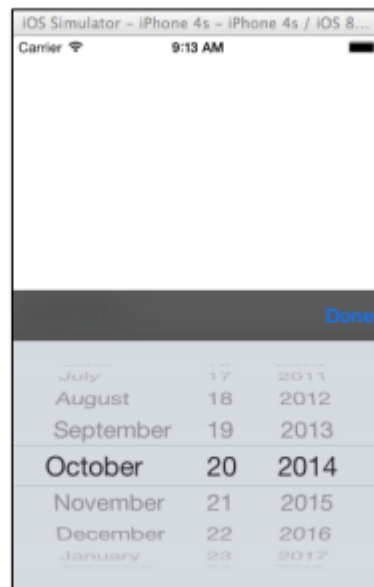 iOS Simulator – iPhone 4s – iPhone 4s / iOS 8...
Carrier 9:13 AM
Done
July 17 2011
August 18 2012
September 19 2013
October 20 2014
November 21 2015
December 22 2016
January 23 2017